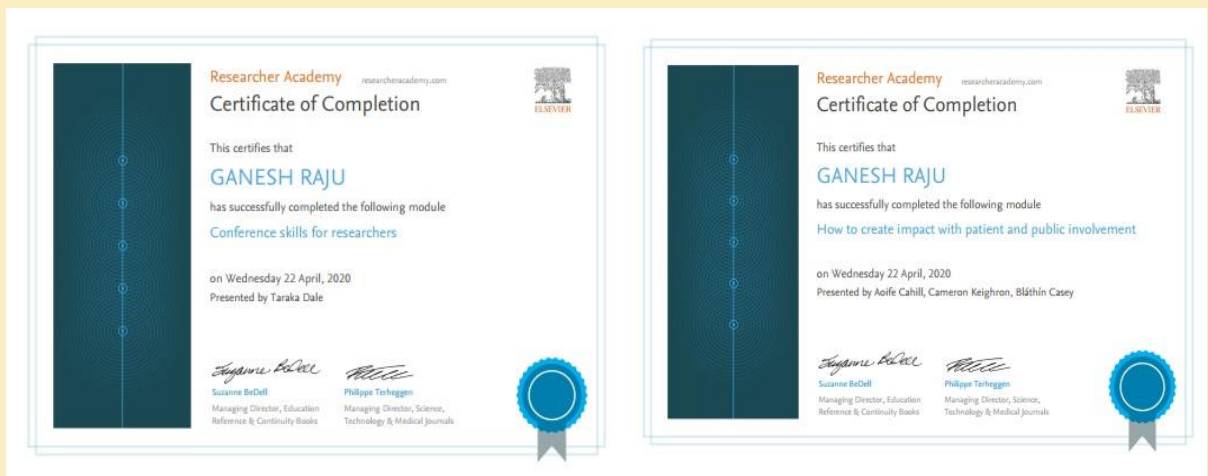 Researcher Academy researcheracademy.com
ELSEVIER
Certificate of Completion
This certifies that
GANESH RAJU
has successfully completed the following module
Conference skills for researchers
on Wednesday 22 April, 2020
Presented by Taraka Dale
Suzanne BeDell
Suzanne BeDell
Managing Director, Education
Reference & Continuity Books
Philippe Terheggen
Managing Director, Science,
Technology & Medical Journals
Researcher Academy researcheracademy.com
ELSEVIER
Certificate of Completion
This certifies that
GANESH RAJU
has successfully completed the following module
How to create impact with patient and public involvement
on Wednesday 22 April, 2020
Presented by Aoife Cahill, Cameron Keighron, Bláthín Casey
Suzanne BeDell
Suzanne BeDell
Managing Director, Education
Reference & Continuity Books
Philippe Terheggen
Managing Director, Science,
Technology & Medical Journals